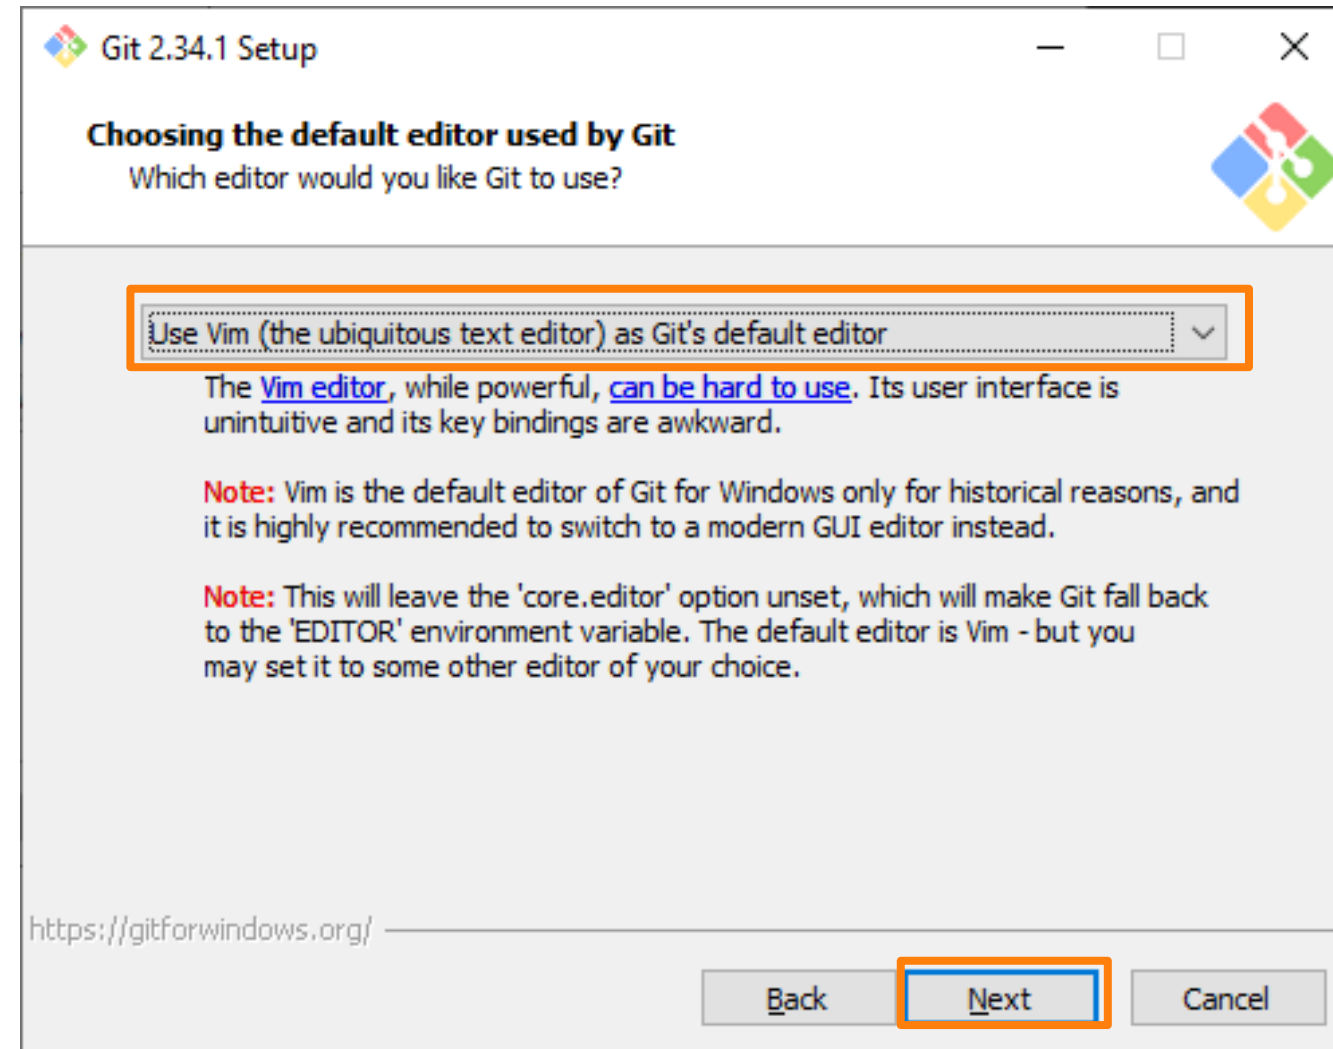 Git 2.34.1 Setup
Choosing the default editor used by Git
Which editor would you like Git to use?
Use Vim (the ubiquitous text editor) as Git's default editor
The Vim editor, while powerful, can be hard to use. Its user interface is
unintuitive and its key bindings are awkward.
Note: Vim is the default editor of Git for Windows only for historical reasons, and
it is highly recommended to switch to a modern GUI editor instead.
Note: This will leave the 'core.editor' option unset, which will make Git fall back
to the 'EDITOR' environment variable. The default editor is Vim - but you
may set it to some other editor of your choice.
https://gitforwindows.org/
Back Next Cancel